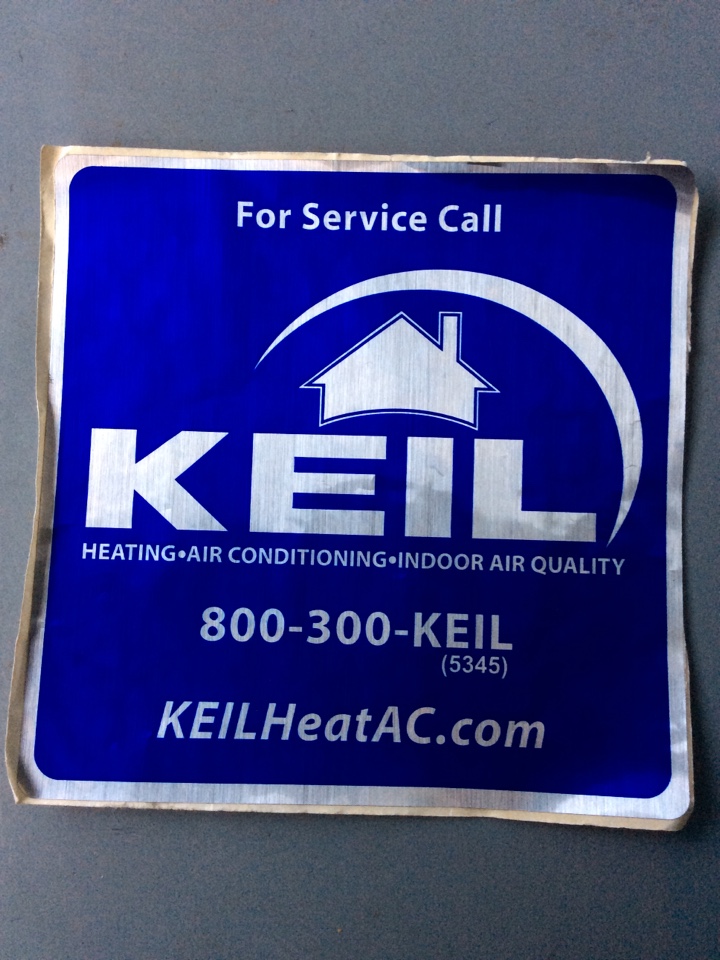 For Service Call
KEIL
HEATING•AIR CONDITIONING•INDOOR AIR QUALITY
800-300-KEIL
(5345)
KEILHeatAC.com